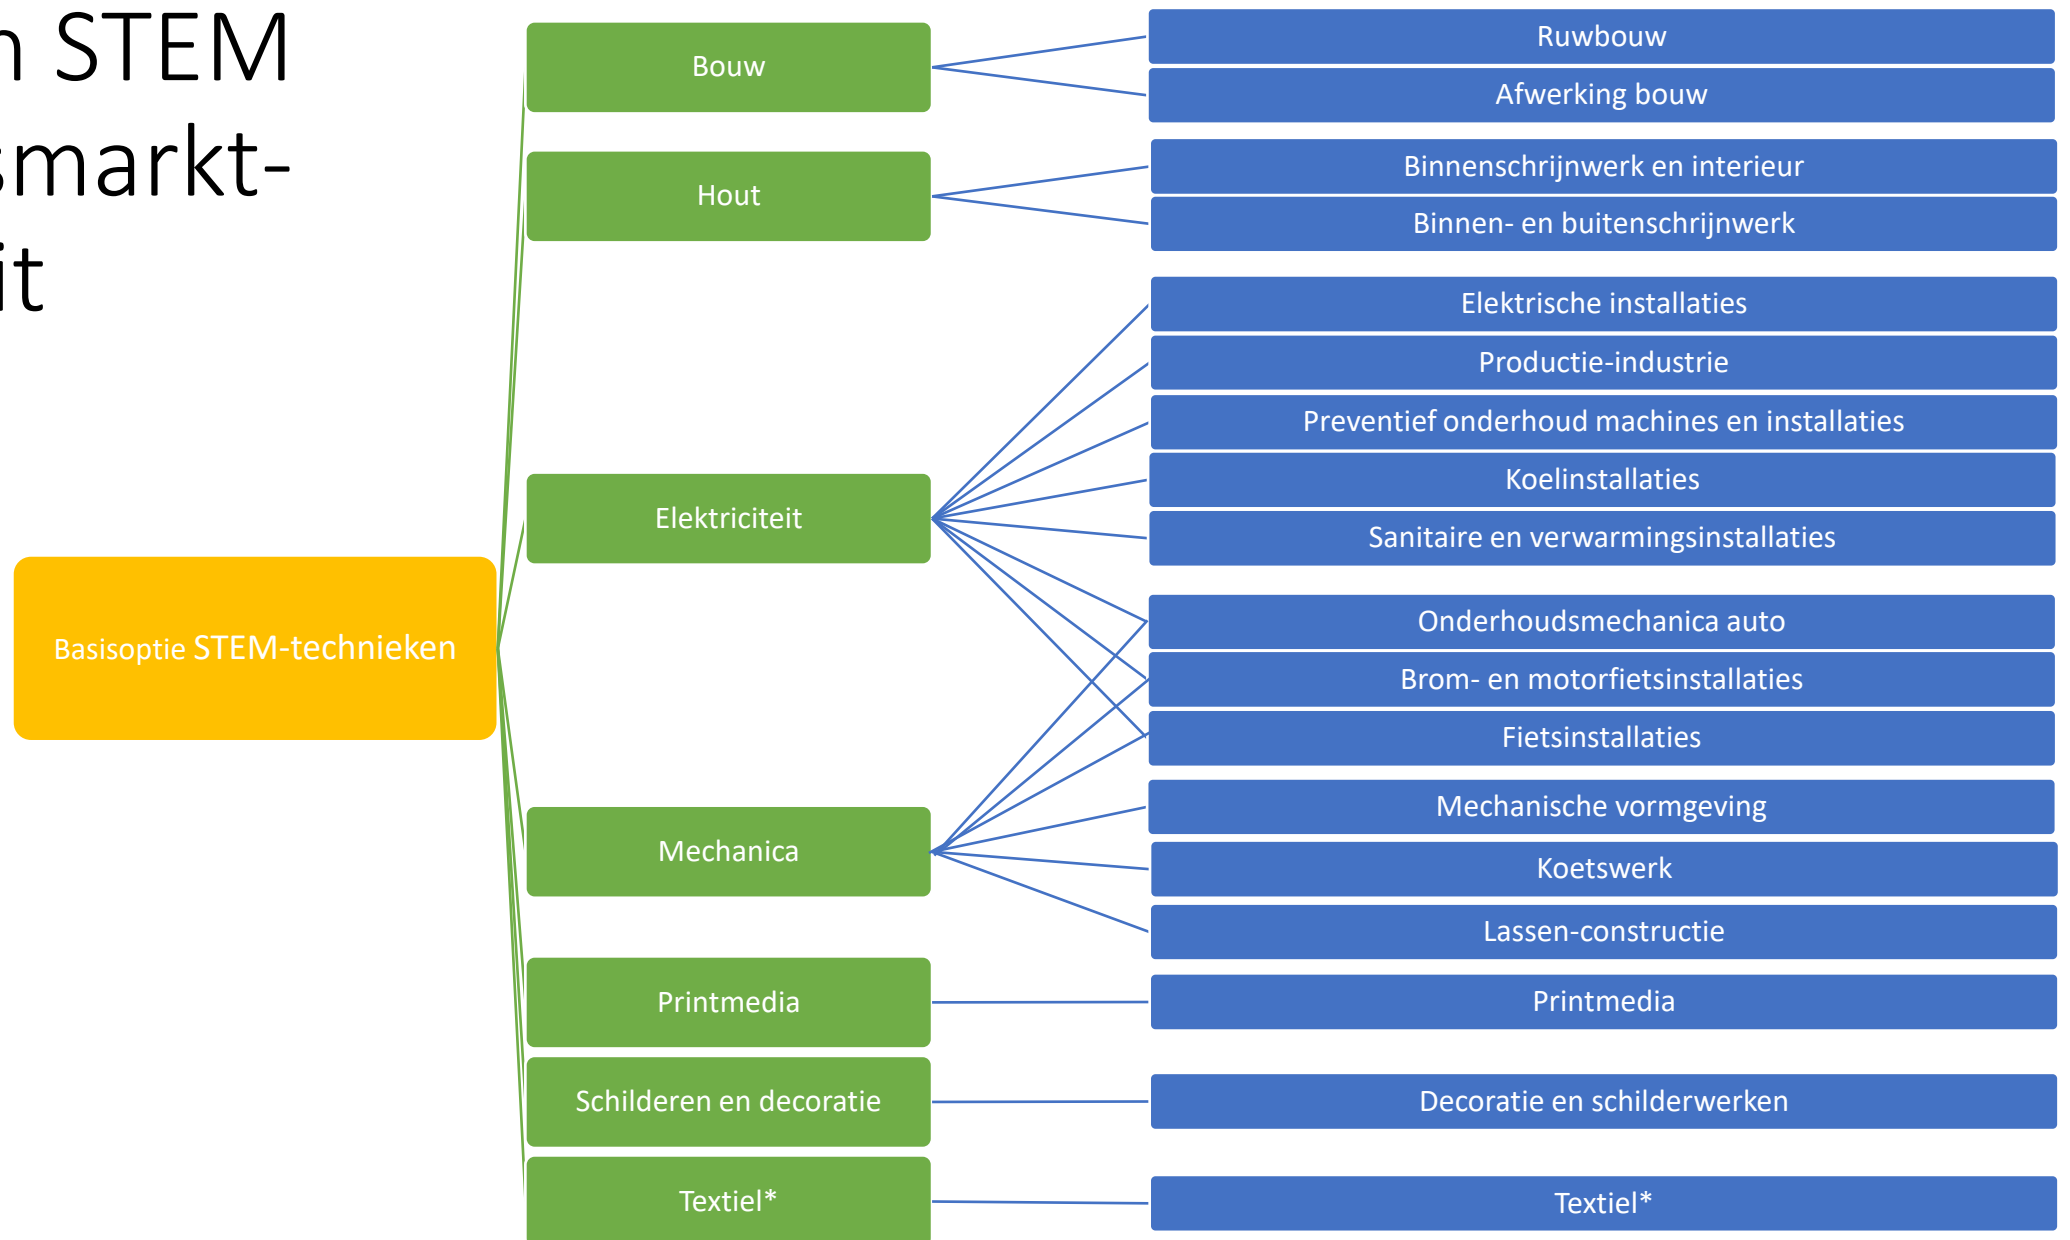 n STEM
smarkt-
it
Basisoptie STEM-technieken
Bouw
Hout
Elektriciteit
Mechanica
Printmedia
Schilderen en decoratie
Textiel*
Ruwbouw
Afwerking bouw
Binnenschrijnwerk en interieur
Binnen- en buitenschrijnwerk
Elektrische installaties
Productie-industrie
Preventief onderhoud machines en installaties
Koelinstallaties
Sanitaire en verwarmingsinstallaties
Onderhoudsmechanica auto
Brom- en motorfietsinstallaties
Fietsinstallaties
Mechanische vormgeving
Koetswerk
Lassen-constructie
Printmedia
Decoratie en schilderwerken
Textiel*